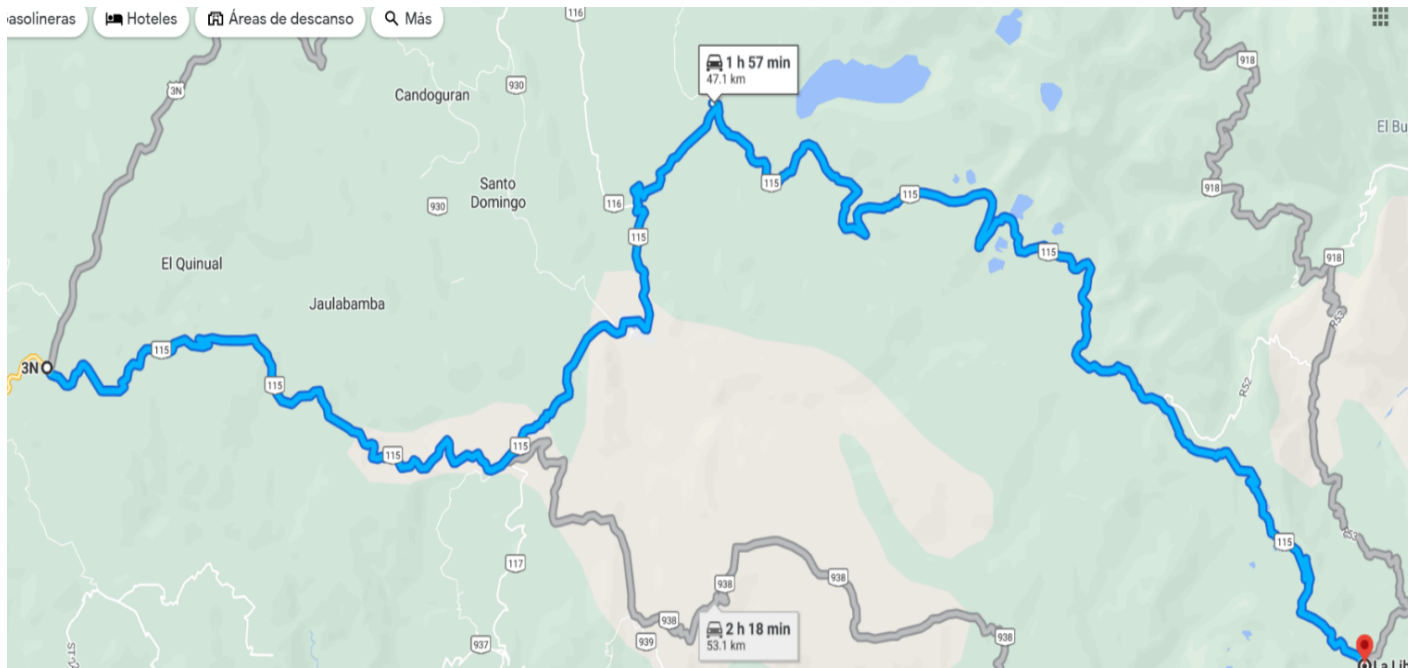 asolineras
Hoteles
Áreas de descanso
Más
116
918
3N
1 h 57 min
47.1 km
930
Candoguran
El Bu
115
115
918
Santo
Domingo
930
116
115
115
918
El Quinual
Jaulabamba
R53
115
3N
115
R52
115
115
115
R53
117
938
938
2 h 18 min
53.1 km
938
938
937
939
La Lib